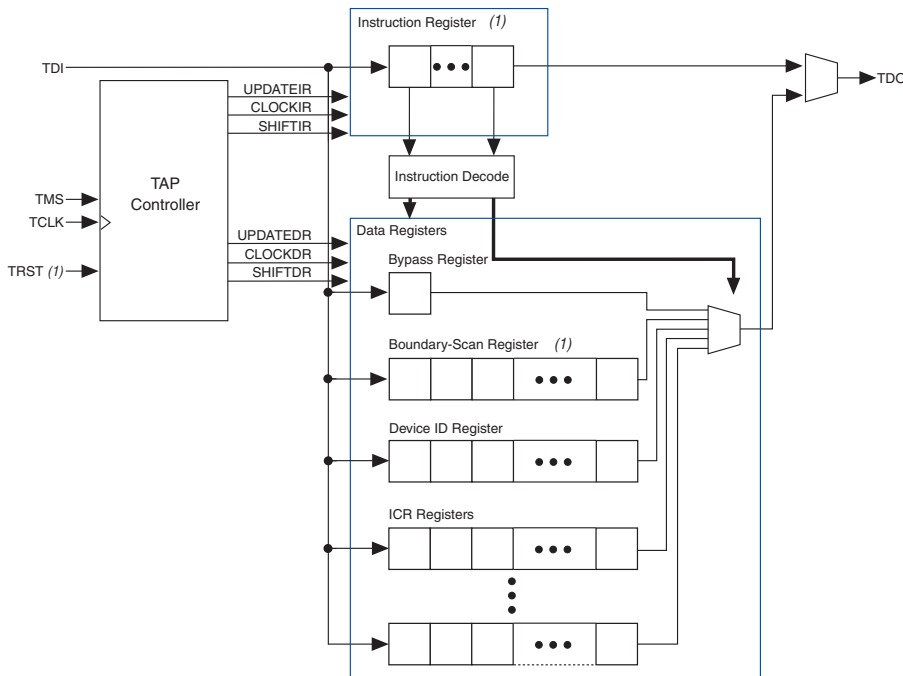 Instruction Register (1)
TDI
UPDATEIR
CLOCKIR
SHIFTIR
TDO
TAP
Controller
Instruction Decode
TMS
TCLK
TRST (1)
UPDATEDR
CLOCKDR
SHIFTDR
Data Registers
Bypass Register
Boundary-Scan Register (1)
Device ID Register
ICR Registers